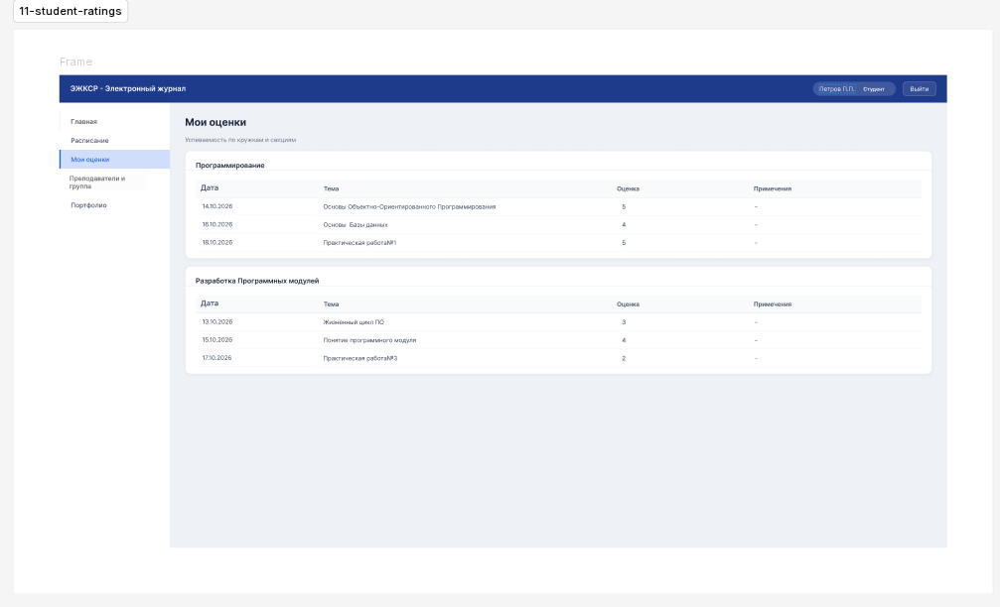 11-student-ratings
Frame
ЭЖККСР - Электронный журнал
Петров П.П. Студент Выйти
Главная
Расписание
Мои оценки
Преподаватели и
группа
Портфолио
Мои оценки
Успеваемость по кружкам и секциям
Программирование
Дата Тема Оценка Примечения
14.10.2026 Основы Объектно-Ориентированного Программирования 5 -
16.10.2026 Основы Базы данных 4 -
18.10.2026 Практическая работа№1 5 -
Разработка Программных модулей
Дата Тема Оценка Примечения
13.10.2026 Жизненный цикл ПО 3 -
15.10.2026 Понятие программного модуля 4 -
17.10.2026 Практическая работа№3 2 -